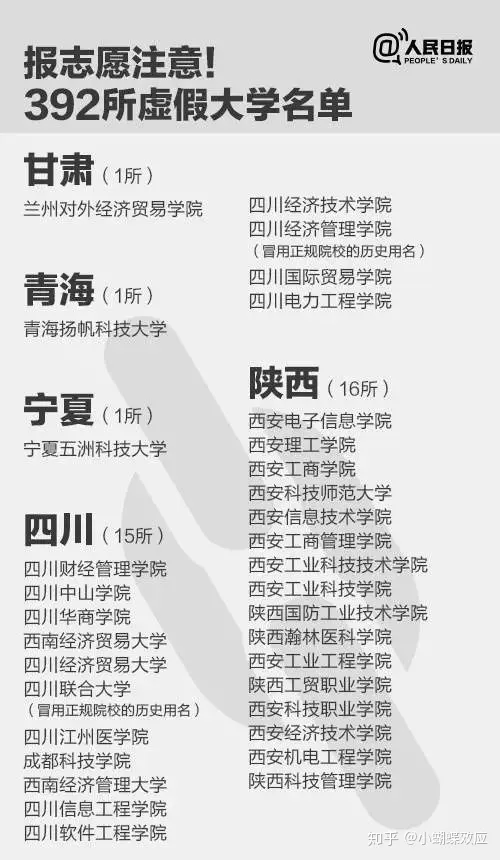 人民日报
PEOPLE'S DAILY
报志愿注意！
392所虚假大学名单
甘肃（1所）
兰州对外经济贸易学院
青海（1所）
青海扬帆科技大学
宁夏（1所）
宁夏五洲科技大学
四川（15所）
四川财经管理学院
四川中山学院
四川华商学院
西南经济贸易大学
四川经济贸易大学
四川联合大学
（冒用正规院校的历史用名）
四川江州医学院
成都科技学院
西南经济管理大学
四川信息工程学院
四川软件工程学院
四川经济技术学院
四川经济管理学院
（冒用正规院校的历史用名）
四川国际贸易学院
四川电力工程学院
陕西（16所）
西安电子信息学院
西安理工学院
西安工商学院
西安科技师范大学
西安信息技术学院
西安工商管理学院
西安工业科技技术学院
西安工业科技学院
陕西国防工业技术学院
陕西瀚林医科学院
西安工业工程学院
陕西工贸职业学院
西安科技职业学院
西安经济技术学院
西安机电工程学院
陕西科技管理学院
知乎 @小蝴蝶效应